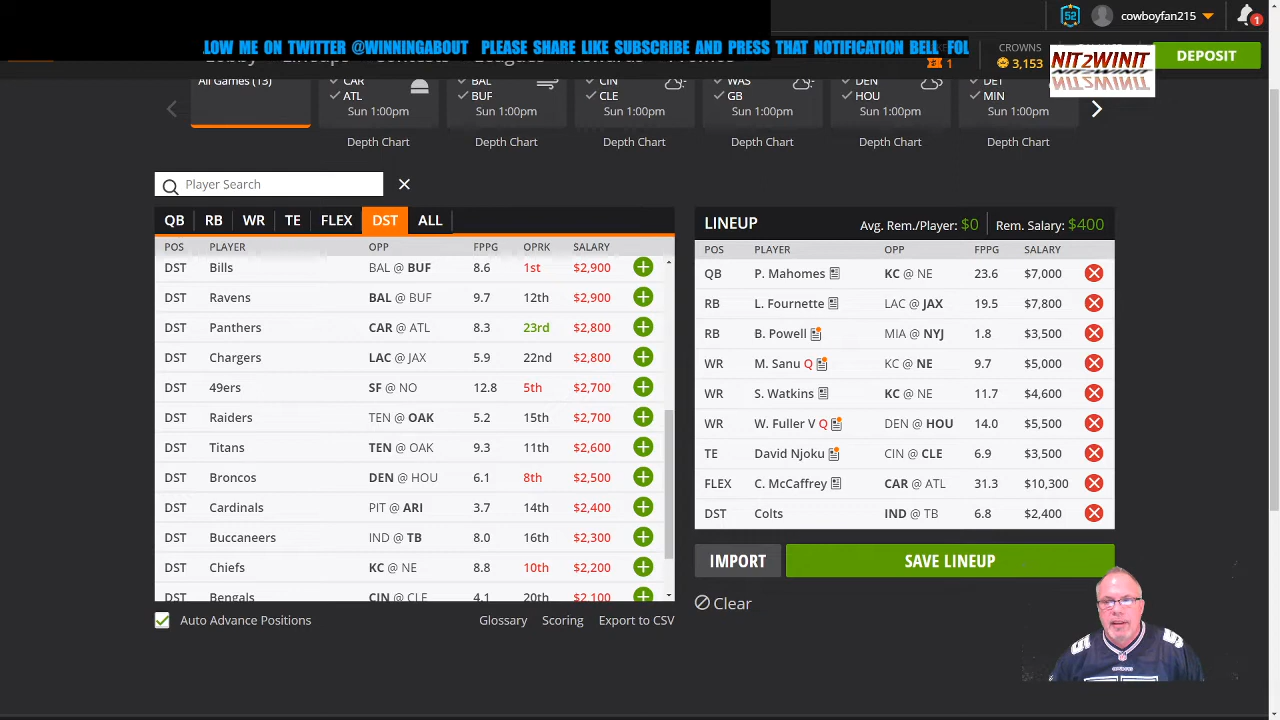 .LOW ME ON TWITTER @WINNINGABOUT PLEASE SHARE LIKE SUBSCRIBE AND PRESS THAT NOTIFICATION BELL FOL
52 cowboyfan215 1
1 CROWNS 3,153 NIT2WINIT DEPOSIT
All Games (13)
CAR ATL Sun 1:00pm
BAL BUF Sun 1:00pm
CIN CLE Sun 1:00pm
WAS GB Sun 1:00pm
DEN HOU Sun 1:00pm
DET MIN Sun 1:00pm
Depth Chart Depth Chart Depth Chart Depth Chart Depth Chart Depth Chart
Player Search
QB RB WR TE FLEX DST ALL
POS PLAYER OPP FPPG OPRK SALARY
DST Bills BAL @ BUF 8.6 1st $2,900
DST Ravens BAL @ BUF 9.7 12th $2,900
DST Panthers CAR @ ATL 8.3 23rd $2,800
DST Chargers LAC @ JAX 5.9 22nd $2,800
DST 49ers SF @ NO 12.8 5th $2,700
DST Raiders TEN @ OAK 5.2 15th $2,700
DST Titans TEN @ OAK 9.3 11th $2,600
DST Broncos DEN @ HOU 6.1 8th $2,500
DST Cardinals PIT @ ARI 3.7 14th $2,400
DST Buccaneers IND @ TB 8.0 16th $2,300
DST Chiefs KC @ NE 8.8 10th $2,200
DST Bengals CIN @ CLE 4.1 20th $2,100
Auto Advance Positions Glossary Scoring Export to CSV
LINEUP Avg. Rem./Player: $0 Rem. Salary: $400
POS PLAYER OPP FPPG SALARY
QB P. Mahomes KC @ NE 23.6 $7,000
RB L. Fournette LAC @ JAX 19.5 $7,800
RB B. Powell MIA @ NYJ 1.8 $3,500
WR M. Sanu Q KC @ NE 9.7 $5,000
WR S. Watkins KC @ NE 11.7 $4,600
WR W. Fuller V Q DEN @ HOU 14.0 $5,500
TE David Njoku CIN @ CLE 6.9 $3,500
FLEX C. McCaffrey CAR @ ATL 31.3 $10,300
DST Colts IND @ TB 6.8 $2,400
IMPORT SAVE LINEUP
Clear